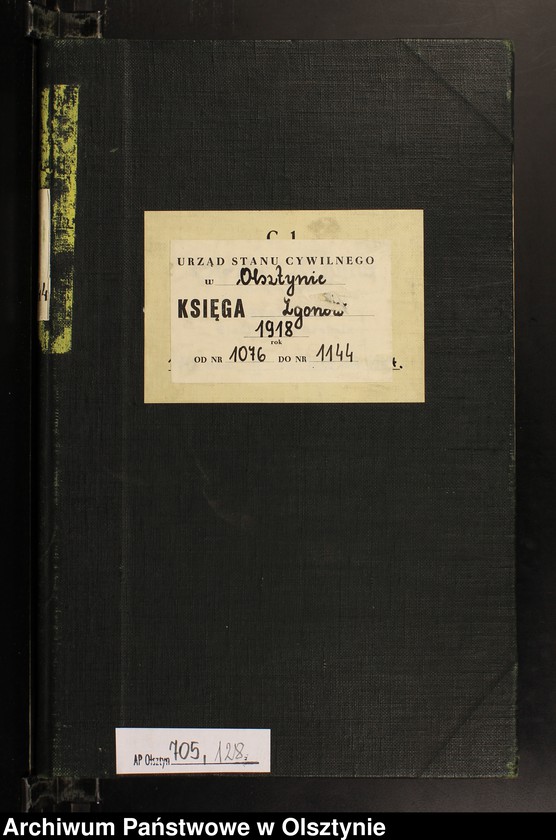 URZĄD STANU CYWILNEGO
w Olsztynie
KSIĘGA Zgonów
1918
rok
OD NR 1076 DO NR 1144
AP Olsztyn 705, 128.
Archiwum Państwowe w Olsztynie